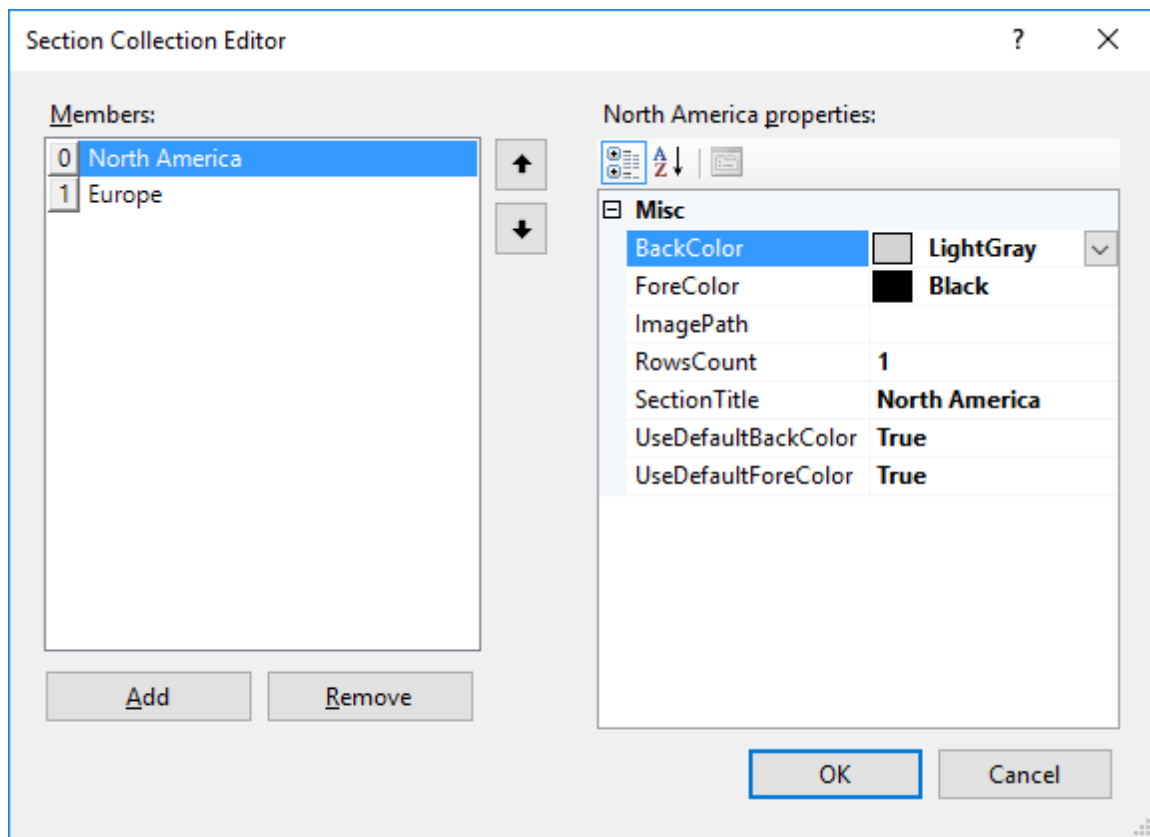 Section Collection Editor ?
Members:
0 North America
1 Europe
Add Remove
North America properties:
A Z
Misc
BackColor LightGray
ForeColor Black
ImagePath
RowsCount 1
SectionTitle North America
UseDefaultBackColor True
UseDefaultForeColor True
OK Cancel